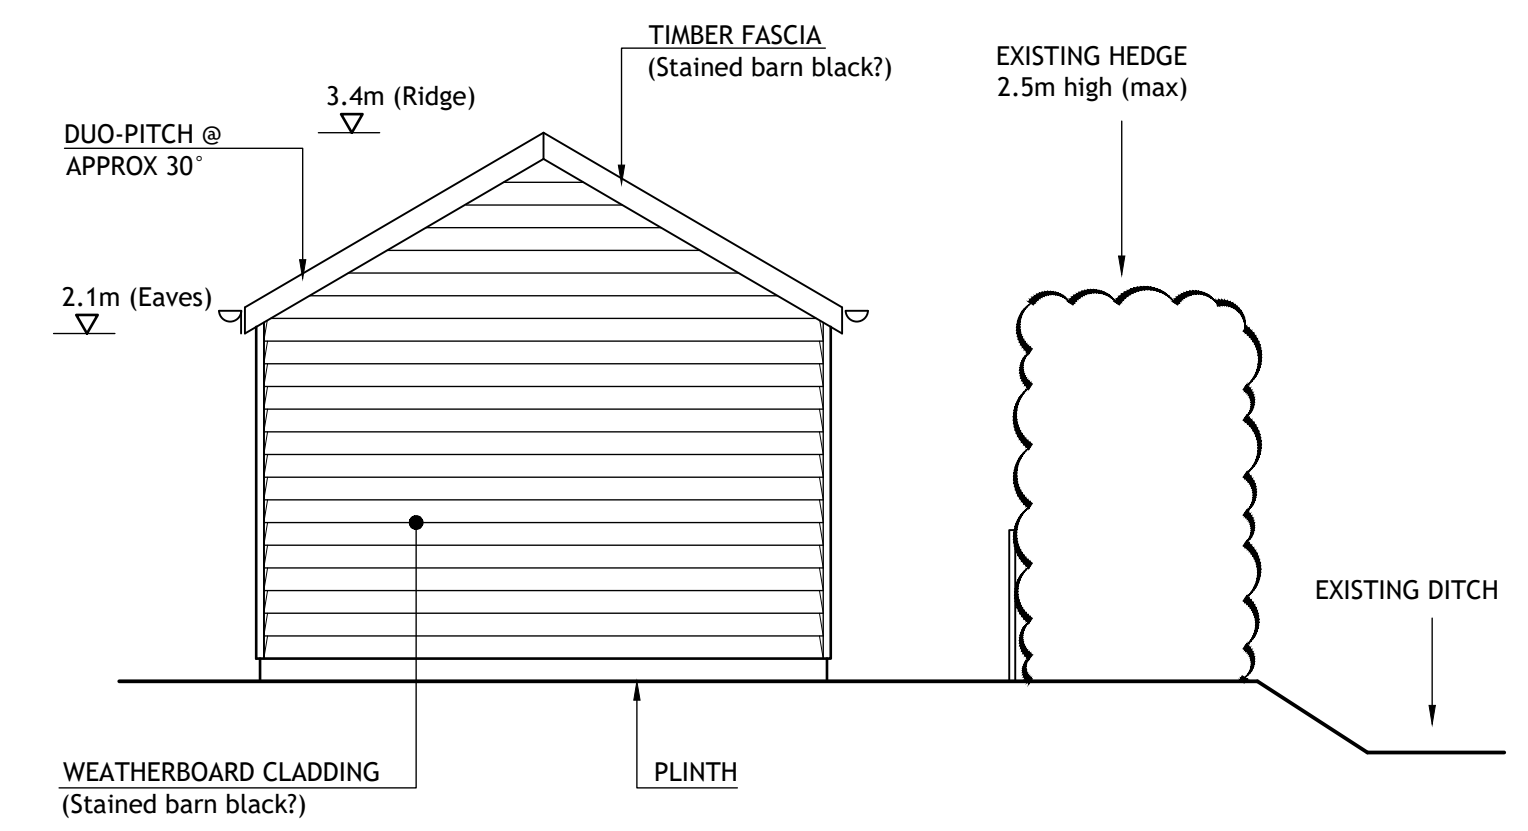 TIMBER FASCIA
(Stained barn black?)
EXISTING HEDGE
2.5m high (max)
3.4m (Ridge)
DUO-PITCH @
APPROX 30°
2.1m (Eaves)
EXISTING DITCH
WEATHERBOARD CLADDING
(Stained barn black?)
PLINTH